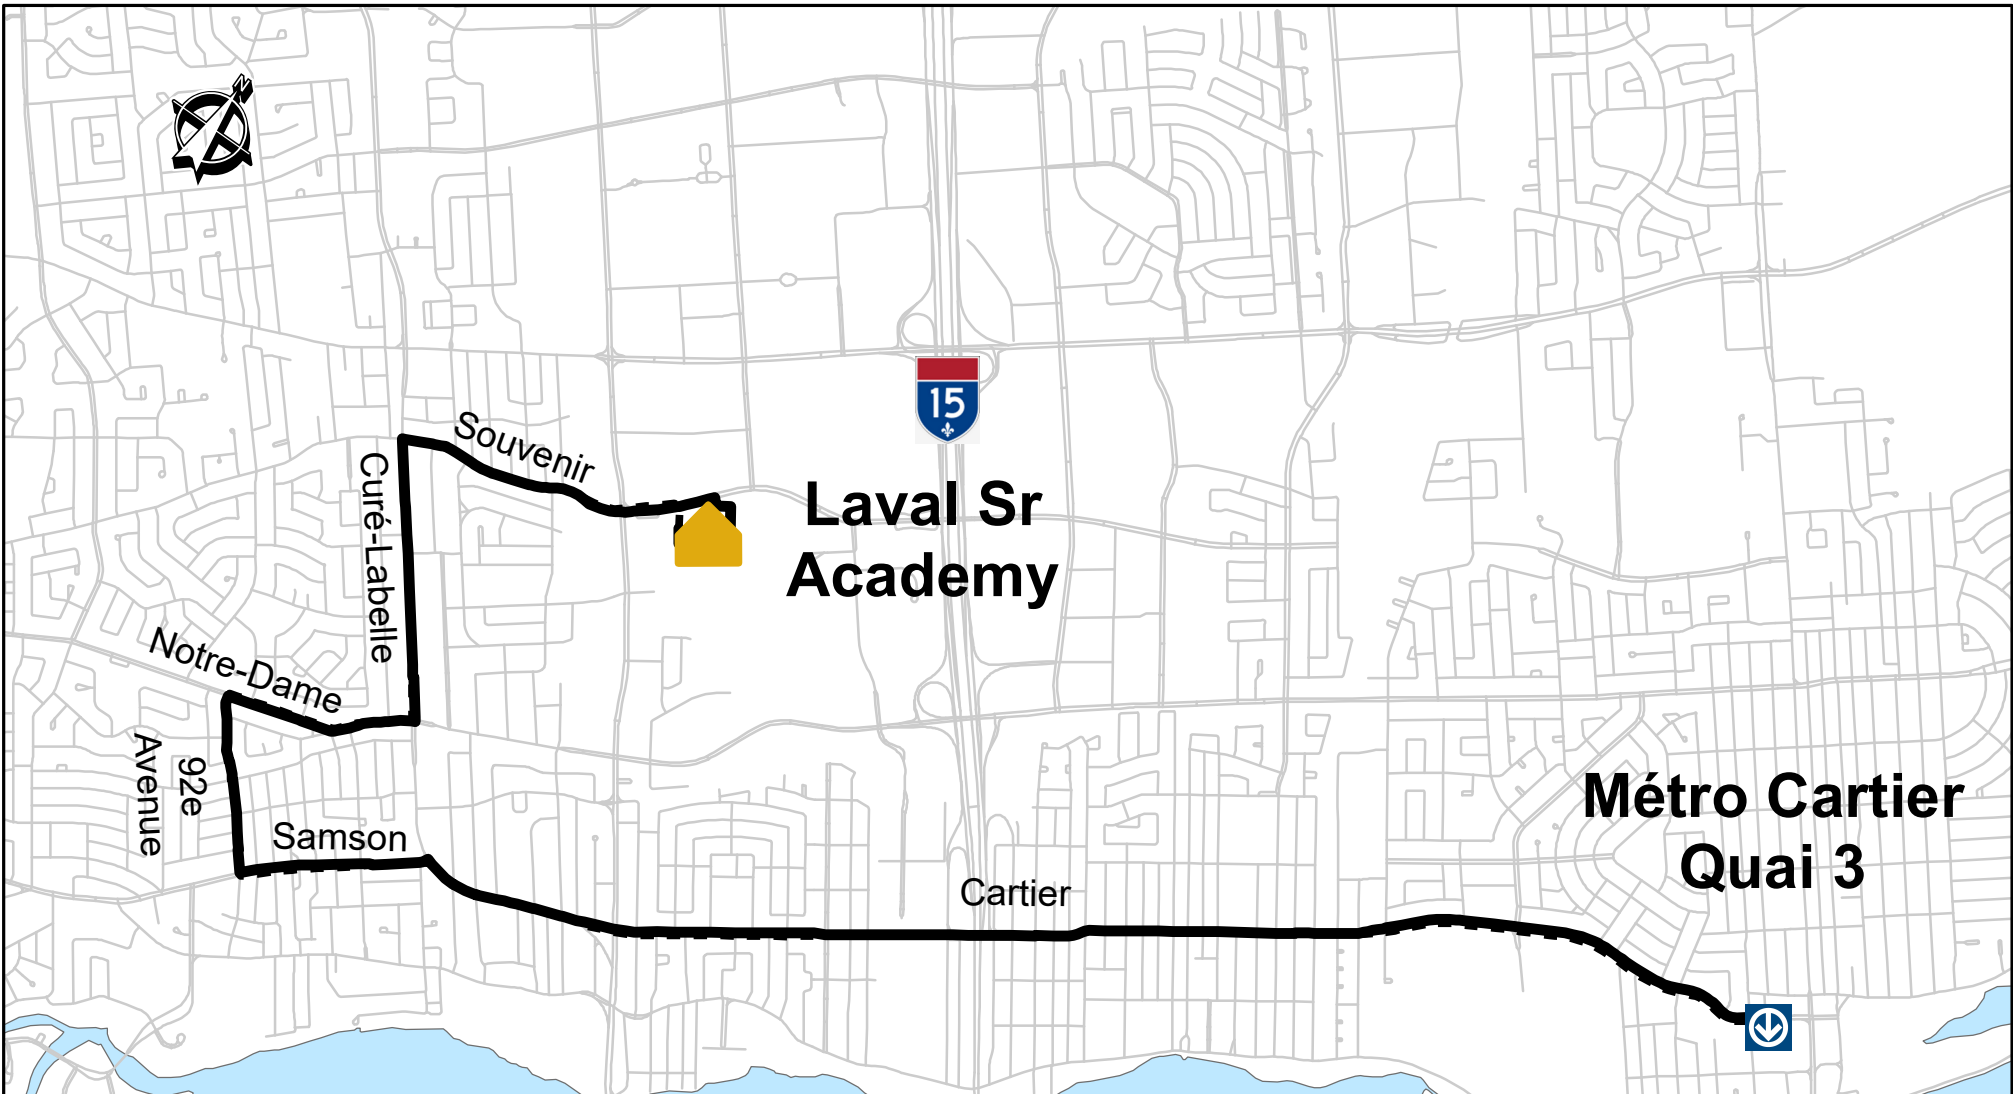 N
15
Souvenir
Curé-Labelle
Laval Sr
Academy
Notre-Dame
92e
Avenue
Samson
Cartier
Métro Cartier
Quai 3